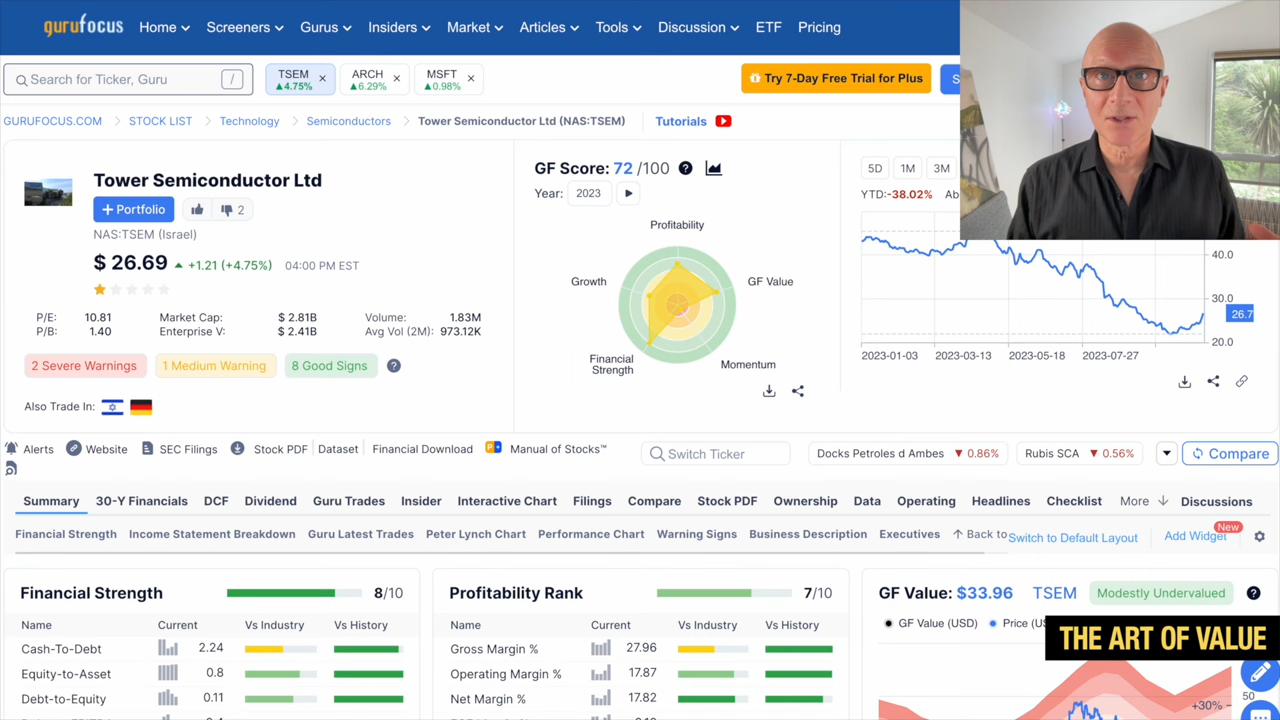 gurufocus Home Screeners Gurus Insiders Market Articles Tools Discussion ETF Pricing
Search for Ticker, Guru /
TSEM × 4.75%
ARCH × 6.29%
MSFT × 0.98%
Try 7-Day Free Trial for Plus
GURUFOCUS.COM STOCK LIST Technology Semiconductors Tower Semiconductor Ltd (NAS:TSEM) Tutorials
Tower Semiconductor Ltd
+ Portfolio 2
NAS:TSEM (Israel)
$ 26.69 +1.21 (+4.75%) 04:00 PM EST
P/E: 10.81 Market Cap: $ 2.81B Volume: 1.83M
P/B: 1.40 Enterprise V: $ 2.41B Avg Vol (2M): 973.12K
2 Severe Warnings 1 Medium Warning 8 Good Signs ?
Also Trade In:
GF Score: 72 /100 ?
Year: 2023
Profitability
Growth GF Value
Financial Strength Momentum
5D 1M 3M
YTD:-38.02%
40.0
30.0
26.7
20.0
2023-01-03 2023-03-13 2023-05-18 2023-07-27
Alerts Website SEC Filings Stock PDF Dataset Financial Download Manual of Stocks™
Switch Ticker
Docks Petroles d Ambes ▼ 0.86% Rubis SCA ▼ 0.56% Compare
Summary 30-Y Financials DCF Dividend Guru Trades Insider Interactive Chart Filings Compare Stock PDF Ownership Data Operating Headlines Checklist More Discussions
Financial Strength Income Statement Breakdown Guru Latest Trades Peter Lynch Chart Performance Chart Warning Signs Business Description Executives Back to Switch to Default Layout Add Widget New
Financial Strength 8/10
Name Current Vs Industry Vs History
Cash-To-Debt 2.24
Equity-to-Asset 0.8
Debt-to-Equity 0.11
Profitability Rank 7/10
Name Current Vs Industry Vs History
Gross Margin % 27.96
Operating Margin % 17.87
Net Margin % 17.82
GF Value: $33.96 TSEM Modestly Undervalued ?
GF Value (USD) Price
THE ART OF VALUE
+30% 50